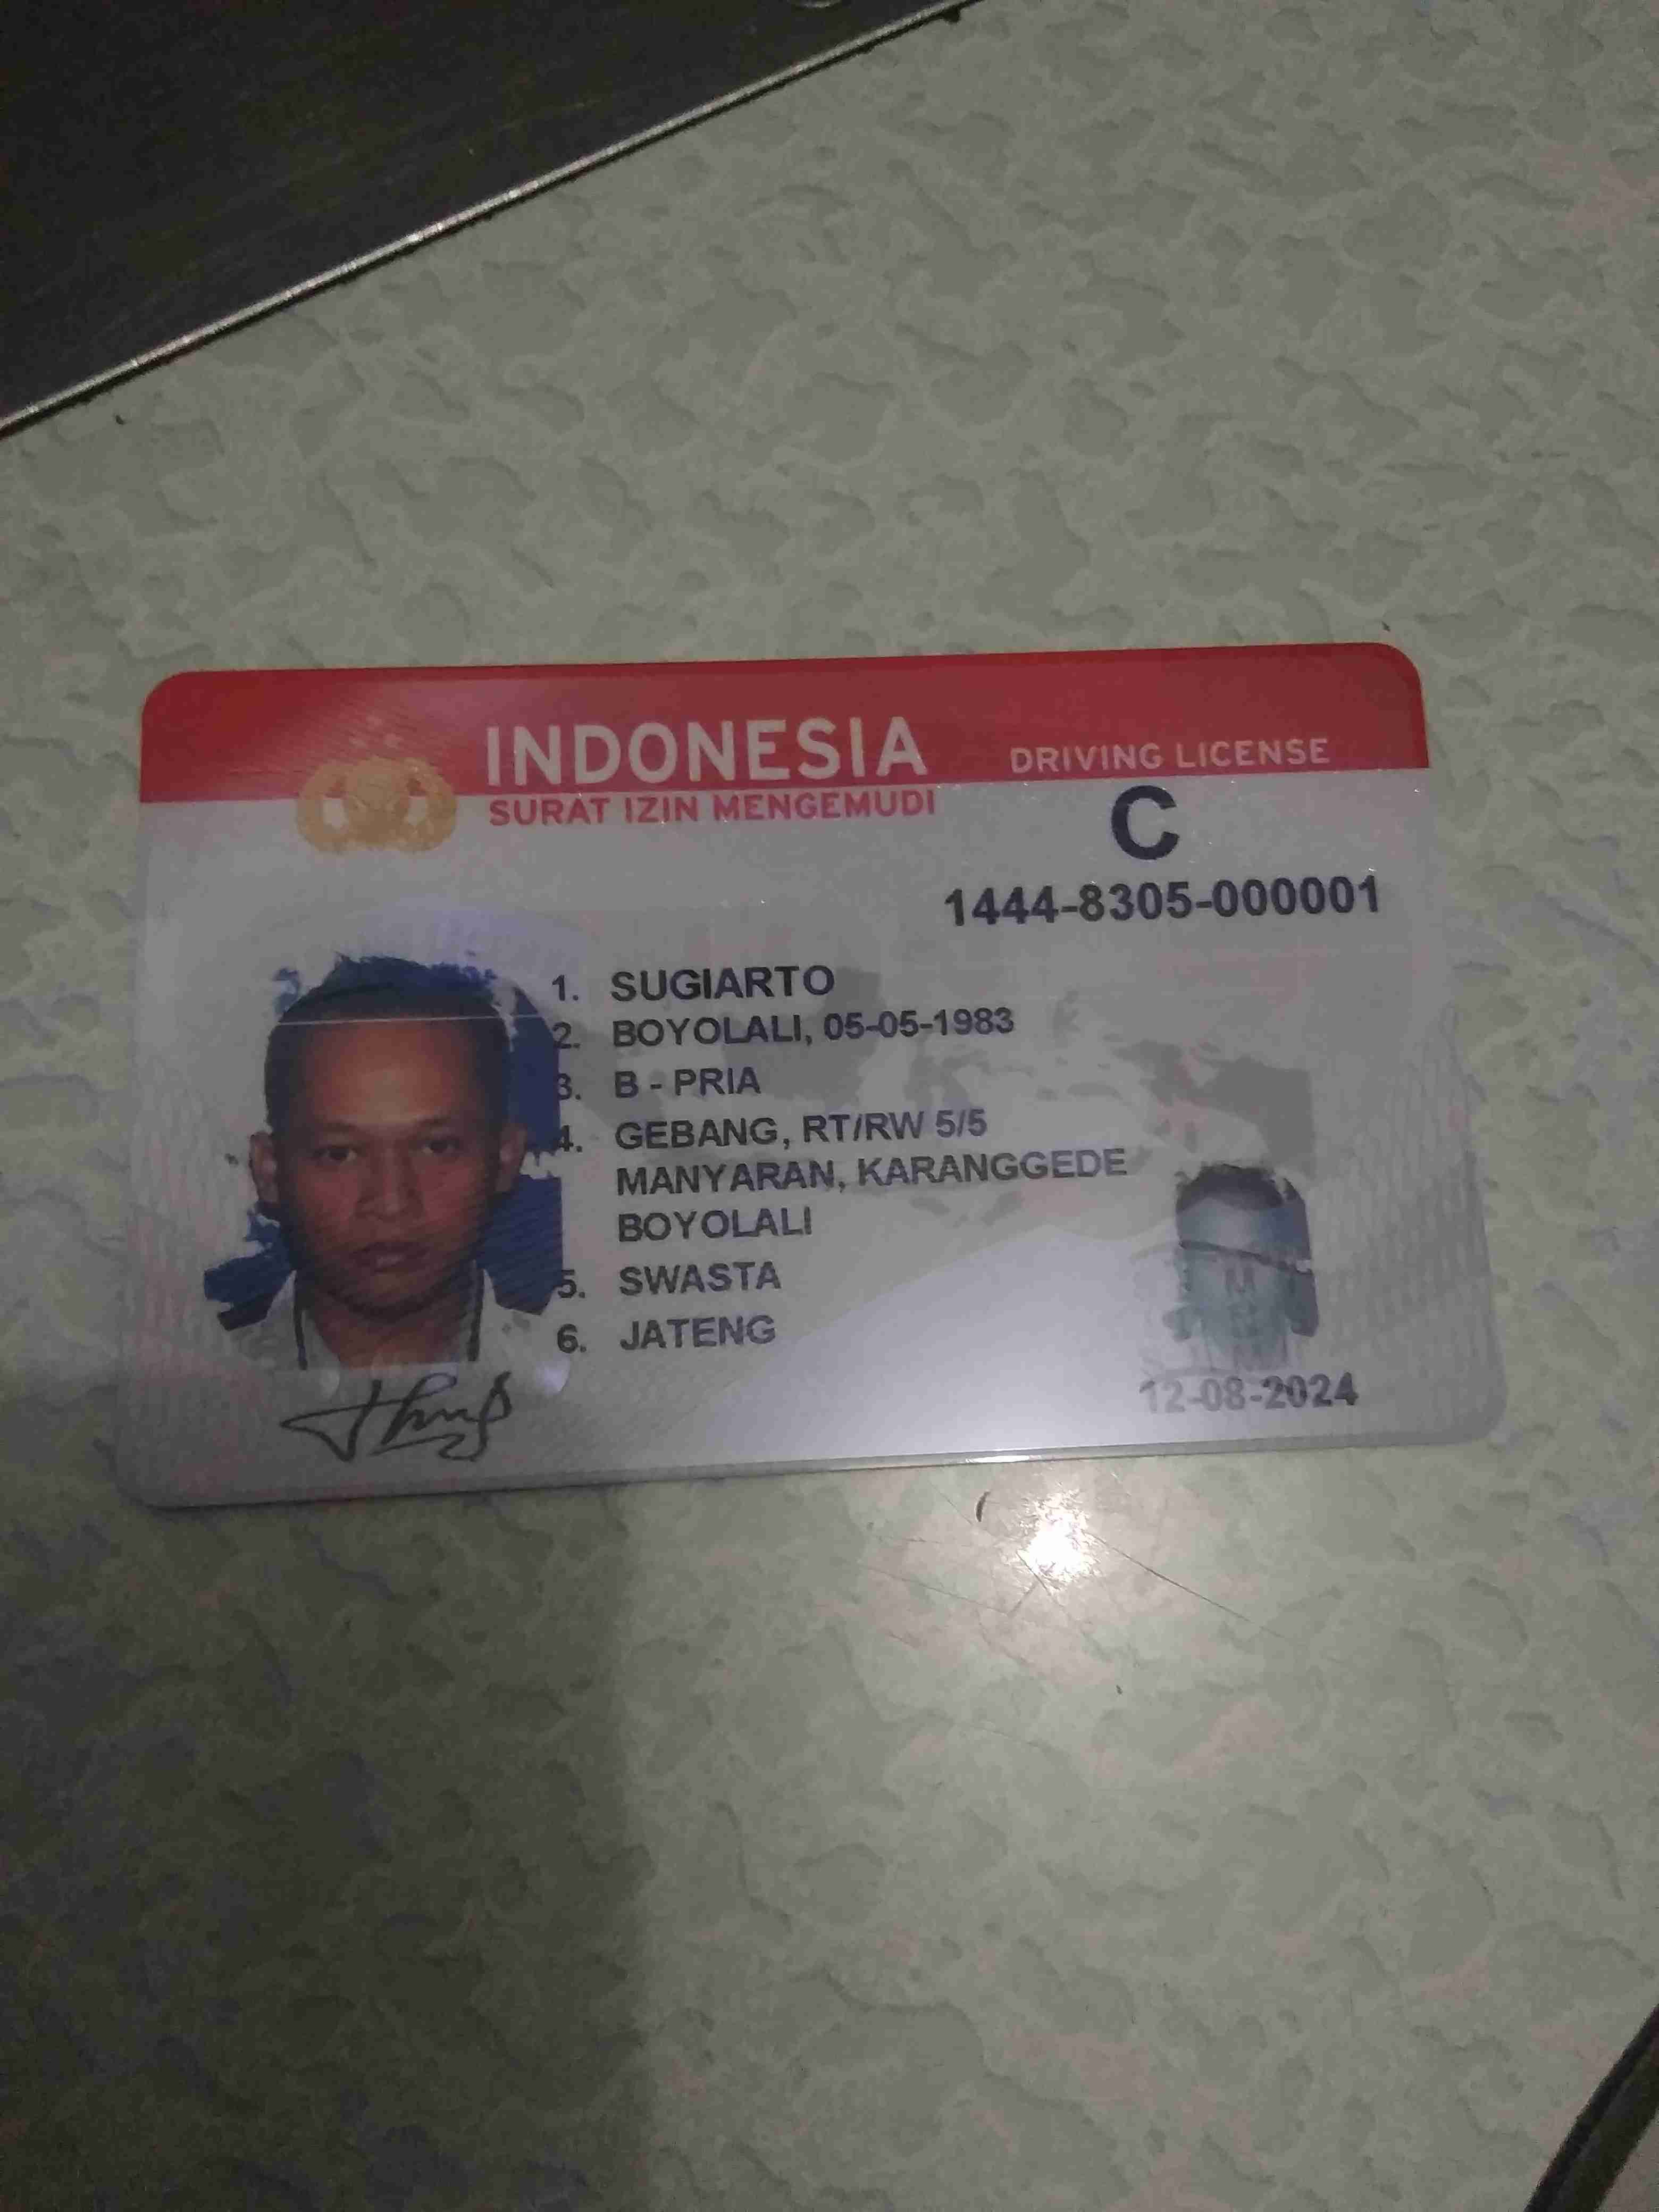 INDONESIA
DRIVING LICENSE
SURAT IZIN MENGEMUDI
C
1444-8305-000001
1. SUGIARTO
2. BOYOLALI, 05-05-1983
3. B - PRIA
4. GEBANG, RT/RW 5/5
MANYARAN, KARANGGEDE
BOYOLALI
5. SWASTA
6. JATENG
12-08-2024